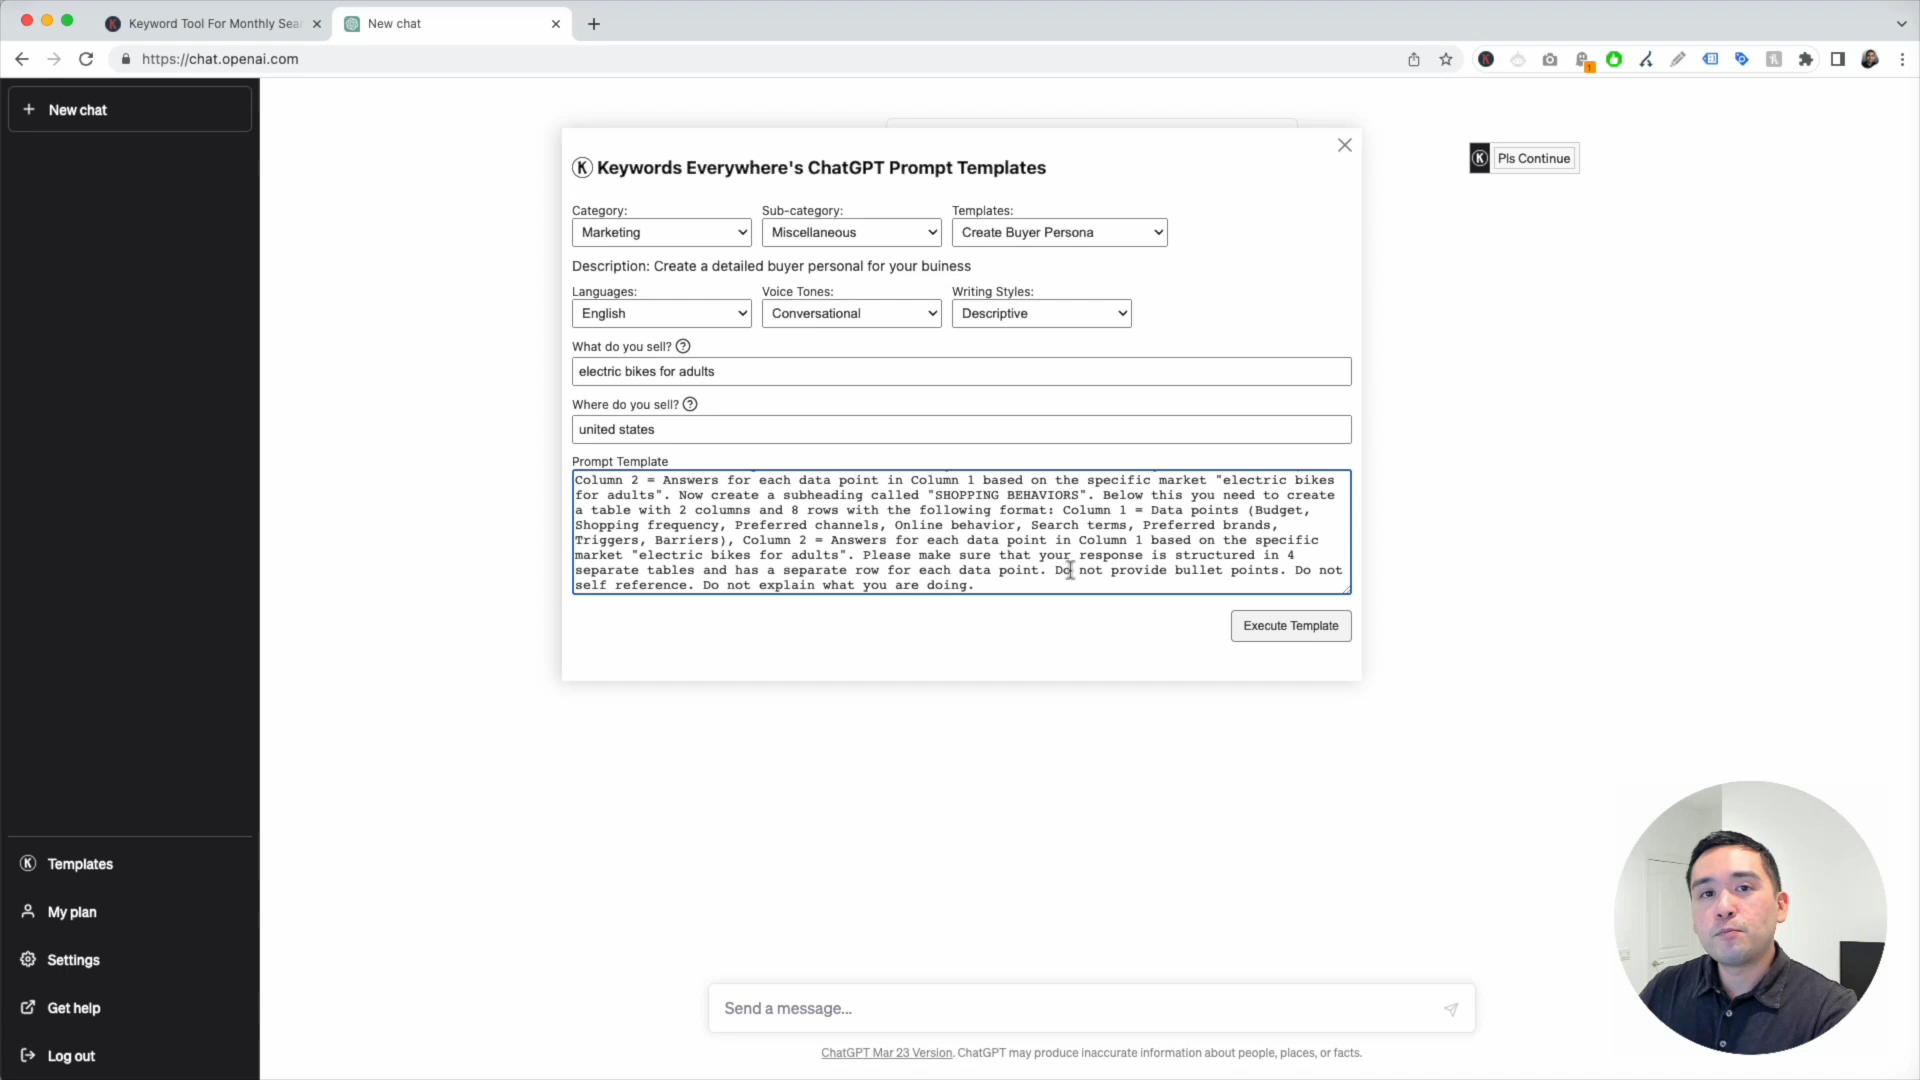 Keyword Tool For Monthly Sea
New chat
https://chat.openai.com
1
New chat
Pls Continue
Keywords Everywhere's ChatGPT Prompt Templates
Category:
Sub-category:
Templates:
Marketing
Miscellaneous
Create Buyer Persona
Description: Create a detailed buyer personal for your buiness
Languages:
Voice Tones:
Writing Styles:
English
Conversational
Descriptive
What do you sell? ?
electric bikes for adults
Where do you sell? ?
united states
Prompt Template
Column 2 = Answers for each data point in Column 1 based on the specific market "electric bikes
for adults". Now create a subheading called "SHOPPING BEHAVIORS". Below this you need to create
a table with 2 columns and 8 rows with the following format: Column 1 = Data points (Budget,
Shopping frequency, Preferred channels, Online behavior, Search terms, Preferred brands,
Triggers, Barriers), Column 2 = Answers for each data point in Column 1 based on the specific
market "electric bikes for adults". Please make sure that your response is structured in 4
separate tables and has a separate row for each data point. Do not provide bullet points. Do not
self reference. Do not explain what you are doing.
Execute Template
Templates
My plan
Settings
Get help
Log out
Send a message...
ChatGPT Mar 23 Version. ChatGPT may produce inaccurate information about people, places, or facts.